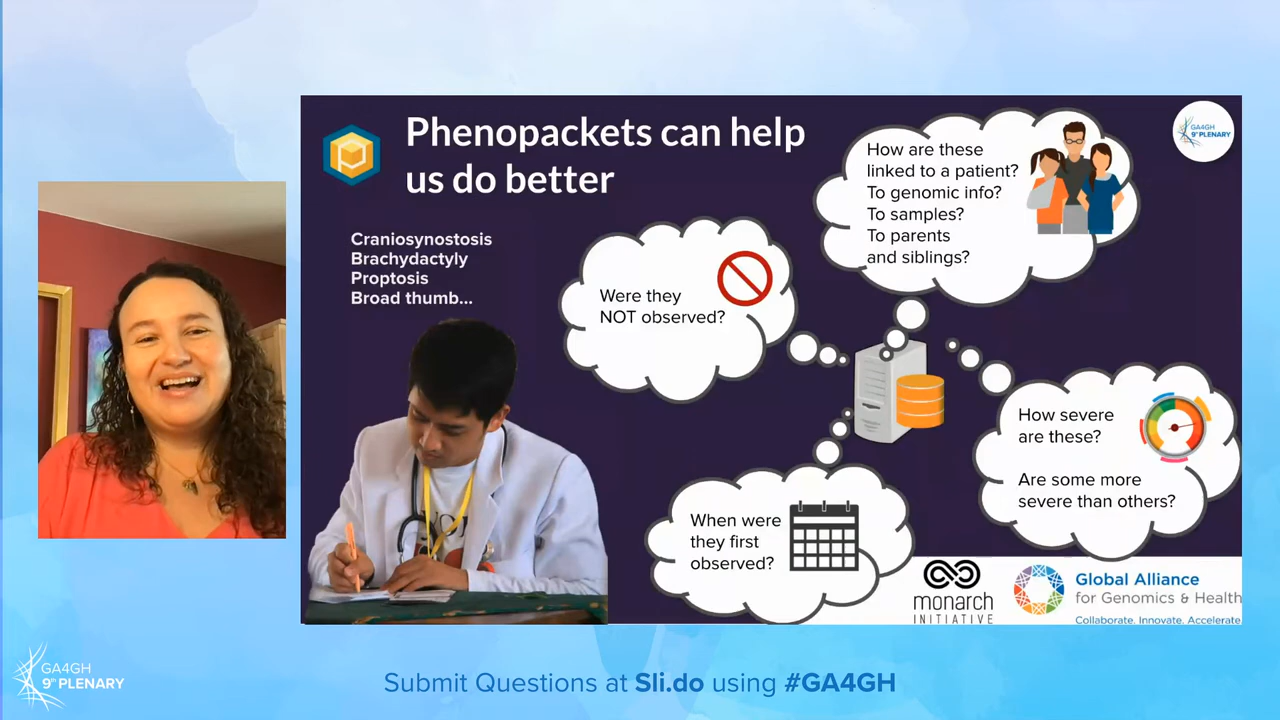 Phenopackets can help
us do better
Craniosynostosis
Brachydactyly
Proptosis
Broad thumb...
Were they
NOT observed?
How are these
linked to a patient?
To genomic info?
To samples?
To parents
and siblings?
GA4GH
9th PLENARY
How severe
are these?
Are some more
severe than others?
When were
they first
observed?
monarch
INITIATIVE
Global Alliance
for Genomics & Health
Collaborate. Innovate. Accelerate.
GA4GH
9th PLENARY
Submit Questions at Sli.do using #GA4GH